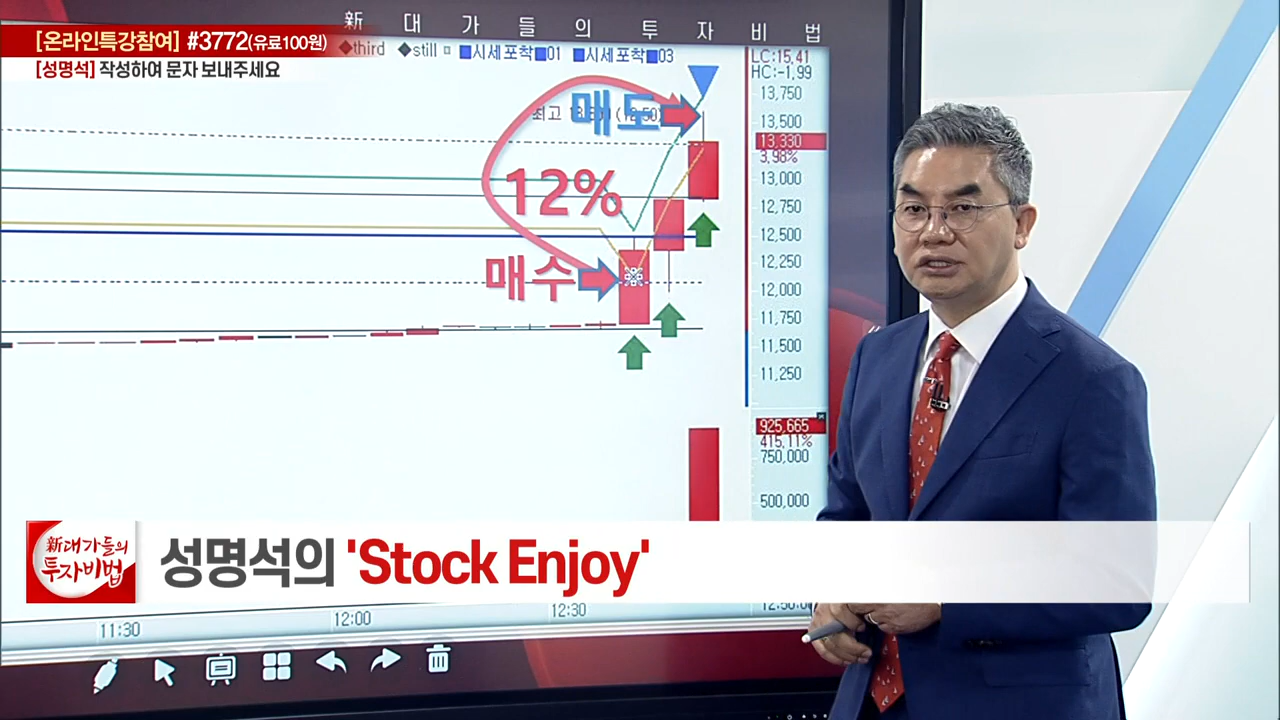 新 대 가 들 의 투 자 비 법
[온라인특강참여] #3772(유료100원)
[성명석] 작성하여 문자 보내주세요
◆third ◆still ¤ ■시세포착■01 ■시세포착■03
LC:15,41
HC:-1,99
13,750
매도
13,500
13,330
3,98%
13,000
12%
12,750
12,500
12,250
매수
12,000
11,750
11,500
11,250
925,665
415,11%
750,000
500,000
新대가들의
투자비법
성명석의 'Stock Enjoy'
11:30 12:00 12:30